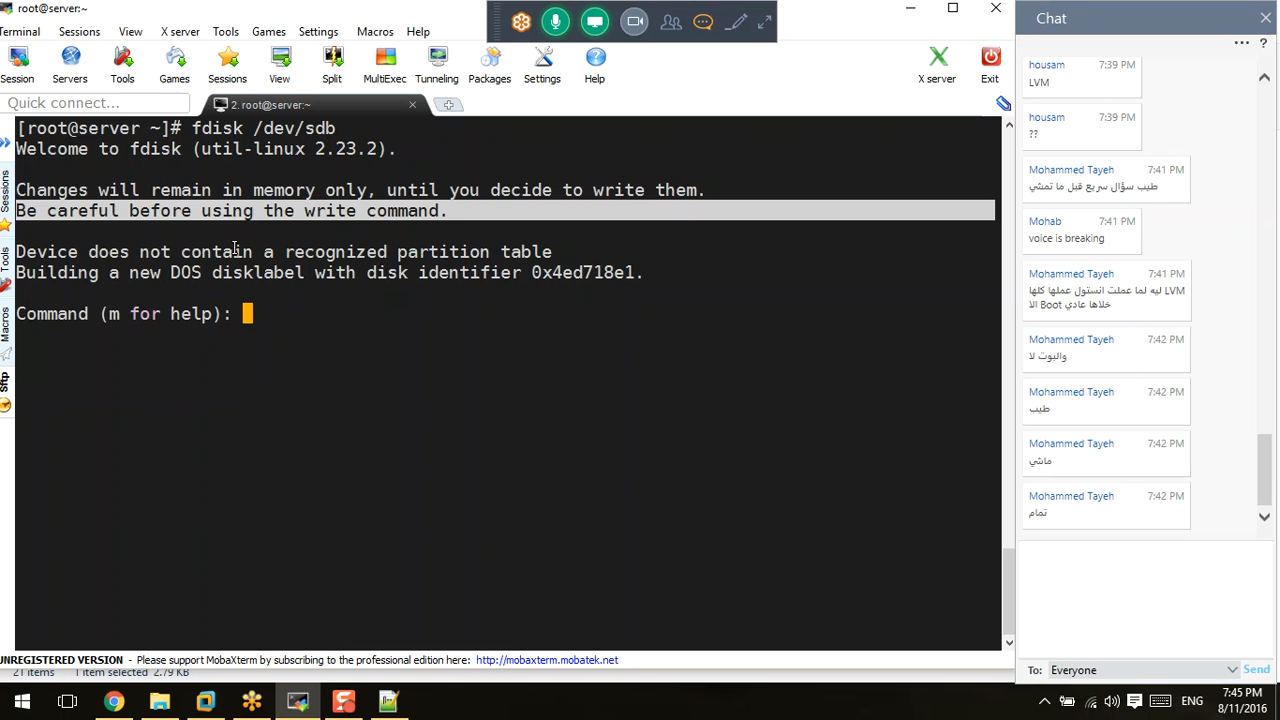 root@server:~
Terminal Sessions View X server Tools Games Settings Macros Help
Session Servers Tools Games Sessions View Split MultiExec Tunneling Packages Settings Help X server Exit
Quick connect...
2. root@server:~
[root@server ~]# fdisk /dev/sdb
Welcome to fdisk (util-linux 2.23.2).
Changes will remain in memory only, until you decide to write them.
Be careful before using the write command.
Device does not contain a recognized partition table
Building a new DOS disklabel with disk identifier 0x4ed718e1.
Command (m for help):
Sessions
Tools
Macros
Sftp
UNREGISTERED VERSION - Please support MobaXterm by subscribing to the professional edition here: http://mobaxterm.mobatek.net
21 items 1 item selected 2.79 KB
Chat
housam 7:39 PM
LVM
housam 7:39 PM
??
Mohammed Tayeh 7:41 PM
طيب سؤال سريع قبل ما تمشي
Mohab 7:41 PM
voice is breaking
Mohammed Tayeh 7:41 PM
ليه لما عملت انستول عملها كلها LVM
الا Boot خلاها عادي
Mohammed Tayeh 7:42 PM
والبوت لا
Mohammed Tayeh 7:42 PM
طيب
Mohammed Tayeh 7:42 PM
ماشي
Mohammed Tayeh 7:42 PM
تمام
To: Everyone Send
ENG
7:45 PM
8/11/2016